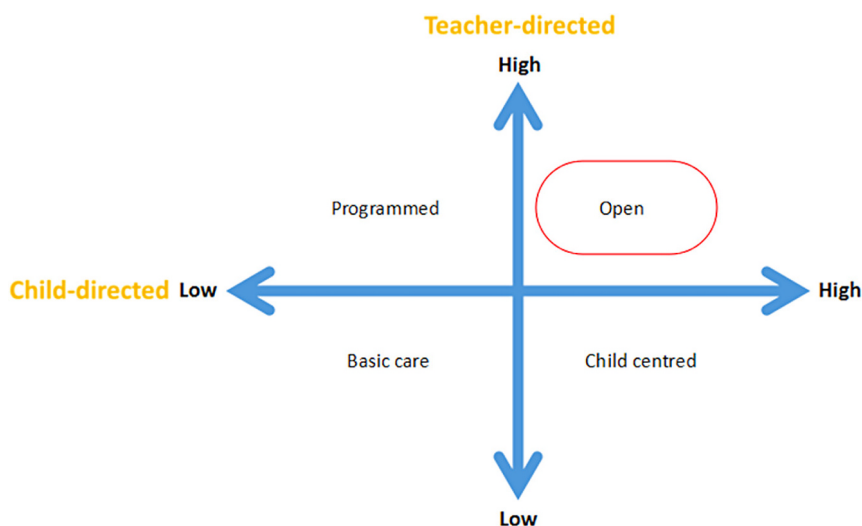 Teacher-directed
High
Programmed
Open
Child-directed Low
High
Basic care
Child centred
Low